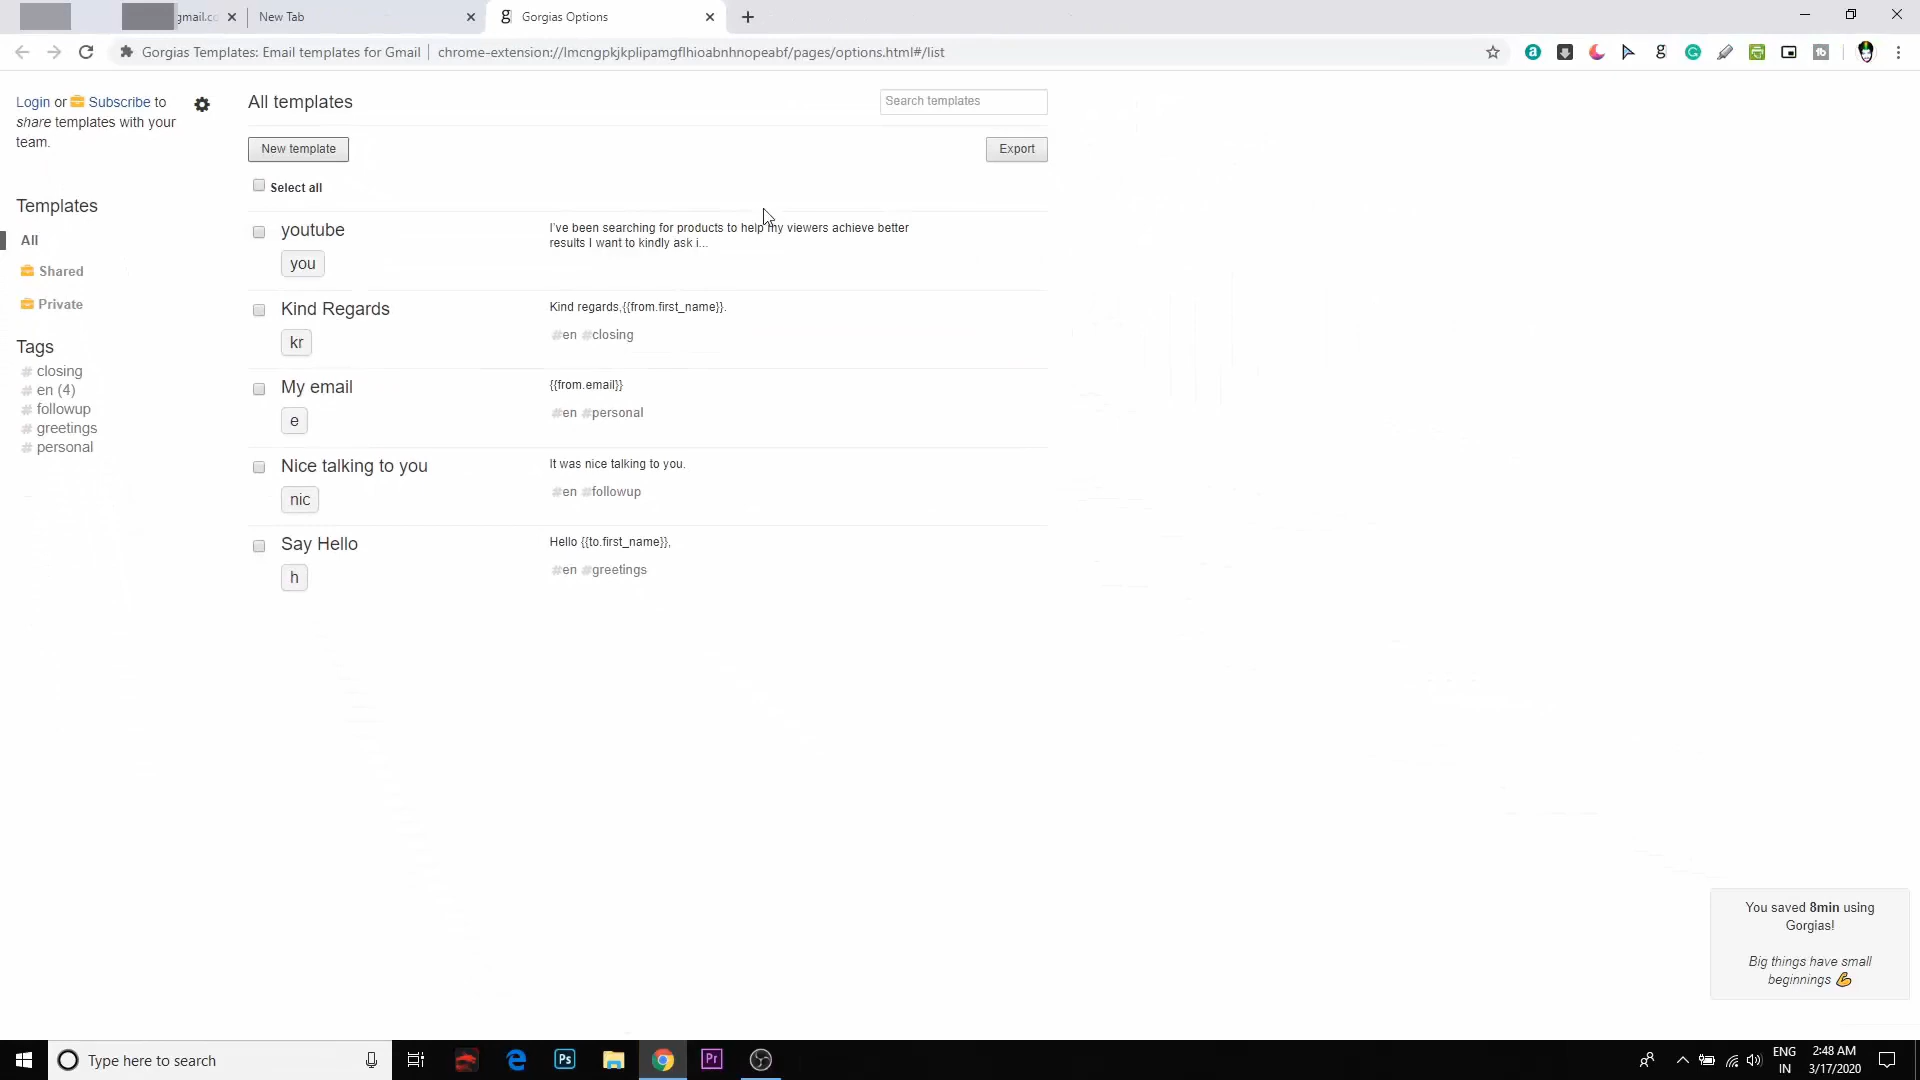 gmail.co
New Tab
Gorgias Options
Gorgias Templates: Email templates for Gmail
chrome-extension://lmcngpkjkplipamgflhioabnhnopeabf/pages/options.html#/list
Login or Subscribe to
share templates with your
team.
Templates
All
Shared
Private
Tags
# closing
# en (4)
# followup
# greetings
# personal
All templates
Search templates
New template
Export
Select all
youtube
you
I've been searching for products to help my viewers achieve better
results I want to kindly ask i...
Kind Regards
kr
Kind regards,{{from.first_name}}.
#en #closing
My email
e
{{from.email}}
#en #personal
Nice talking to you
nic
It was nice talking to you.
#en #followup
Say Hello
h
Hello {{to.first_name}},
#en #greetings
You saved 8min using
Gorgias!
Big things have small
beginnings 💪
Type here to search
Ps
Pr
ENG
IN
2:48 AM
3/17/2020